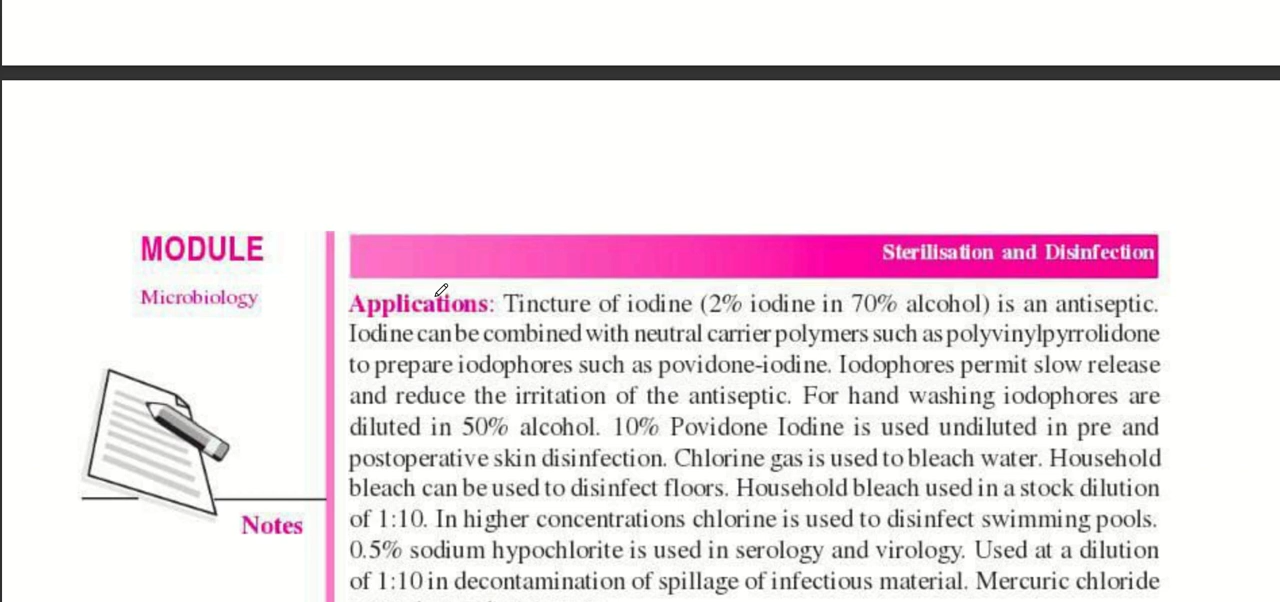 MODULE
Microbiology
Sterilisation and Disinfection
Applications: Tincture of iodine (2% iodine in 70% alcohol) is an antiseptic.
Iodine can be combined with neutral carrier polymers such as polyvinylpyrrolidone
to prepare iodophores such as povidone-iodine. Iodophores permit slow release
and reduce the irritation of the antiseptic. For hand washing iodophores are
diluted in 50% alcohol. 10% Povidone Iodine is used undiluted in pre and
postoperative skin disinfection. Chlorine gas is used to bleach water. Household
bleach can be used to disinfect floors. Household bleach used in a stock dilution
of 1:10. In higher concentrations chlorine is used to disinfect swimming pools.
0.5% sodium hypochlorite is used in serology and virology. Used at a dilution
of 1:10 in decontamination of spillage of infectious material. Mercuric chloride
Notes